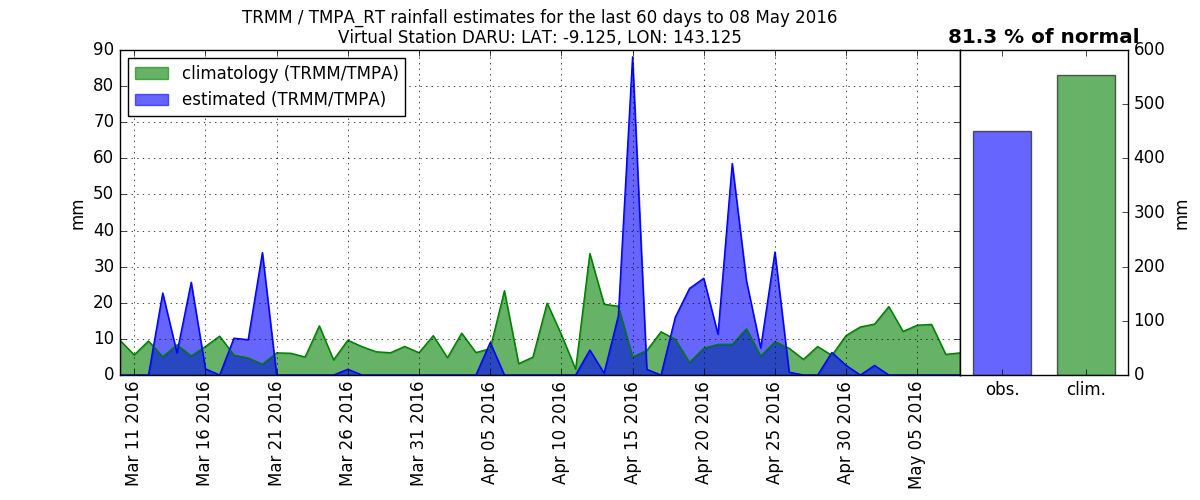 TRMM / TMPA_RT rainfall estimates for the last 60 days to 08 May 2016
Virtual Station DARU: LAT: -9.125, LON: 143.125
81.3 % of normal
climatology (TRMM/TMPA)
estimated (TRMM/TMPA)
90
80
70
60
50
40
30
20
10
0
mm
Mar 11 2016
Mar 16 2016
Mar 21 2016
Mar 26 2016
Mar 31 2016
Apr 05 2016
Apr 10 2016
Apr 15 2016
Apr 20 2016
Apr 25 2016
Apr 30 2016
May 05 2016
600
500
400
300
200
100
0
mm
obs.
clim.